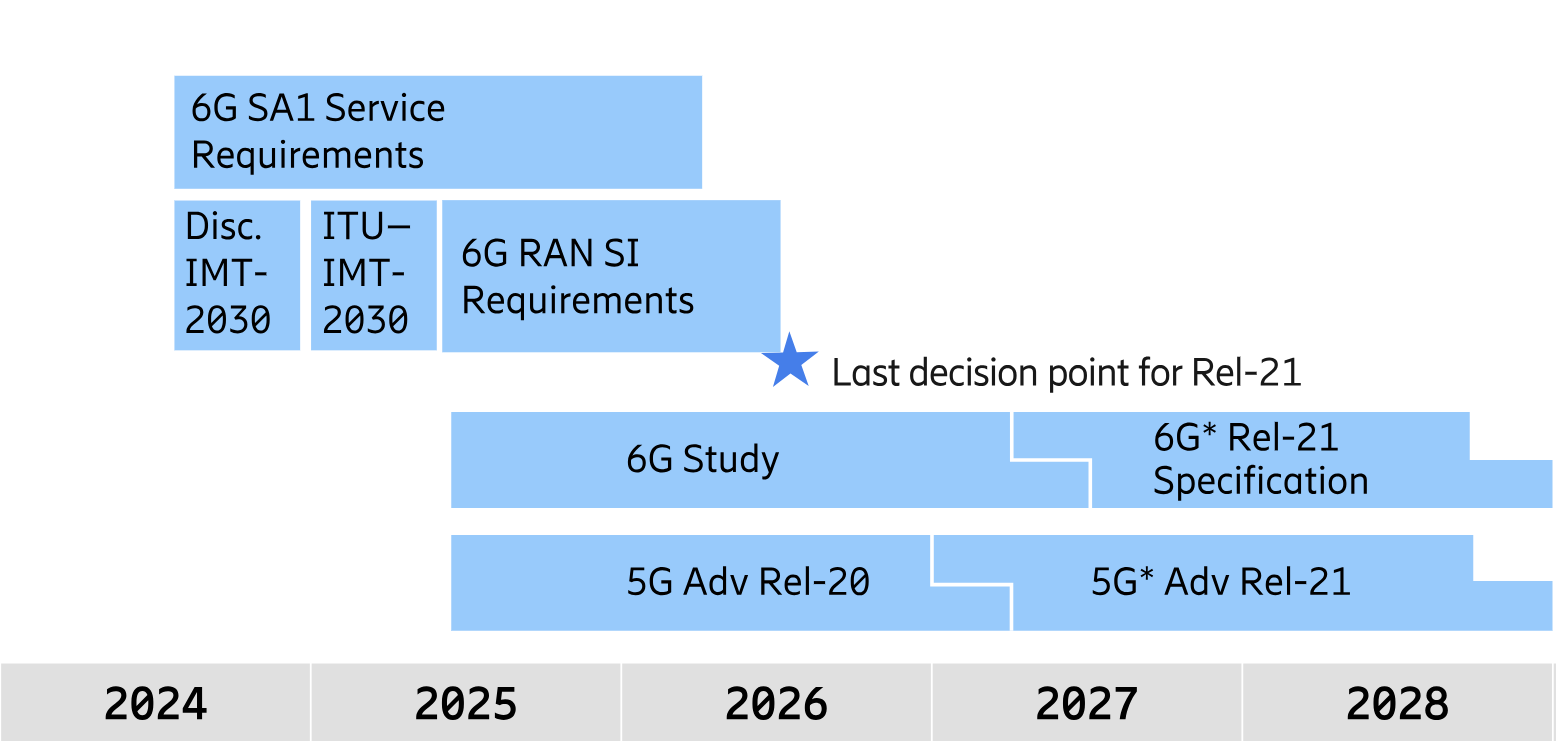 6G SA1 Service
Requirements
Disc.
IMT-
2030
ITU–
IMT-
2030
6G RAN SI
Requirements
Last decision point for Rel-21
6G Study
6G* Rel-21
Specification
5G Adv Rel-20
5G* Adv Rel-21
2024
2025
2026
2027
2028